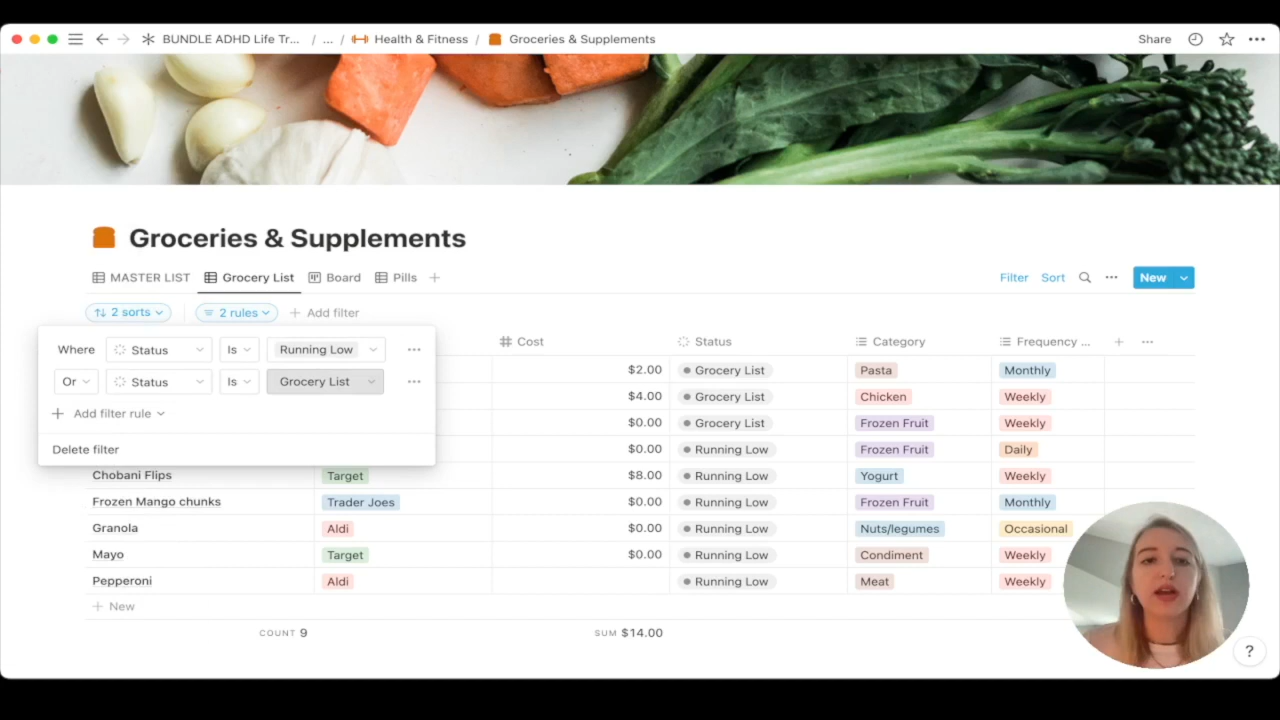 BUNDLE ADHD Life Tr... / ... / Health & Fitness / Groceries & Supplements Share
Groceries & Supplements
MASTER LIST Grocery List Board Pills Filter Sort New
2 sorts 2 rules Add filter
Cost Status Category Frequency ...
Where Status Is Running Low
Or Status Is Grocery List
Add filter rule
Delete filter
$2.00 Grocery List Pasta Monthly
$4.00 Grocery List Chicken Weekly
$0.00 Grocery List Frozen Fruit Weekly
$0.00 Running Low Frozen Fruit Daily
Chobani Flips Target $8.00 Running Low Yogurt Weekly
Frozen Mango chunks Trader Joes $0.00 Running Low Frozen Fruit Monthly
Granola Aldi $0.00 Running Low Nuts/legumes Occasional
Mayo Target $0.00 Running Low Condiment Weekly
Pepperoni Aldi Running Low Meat Weekly
New
COUNT 9 SUM $14.00
?